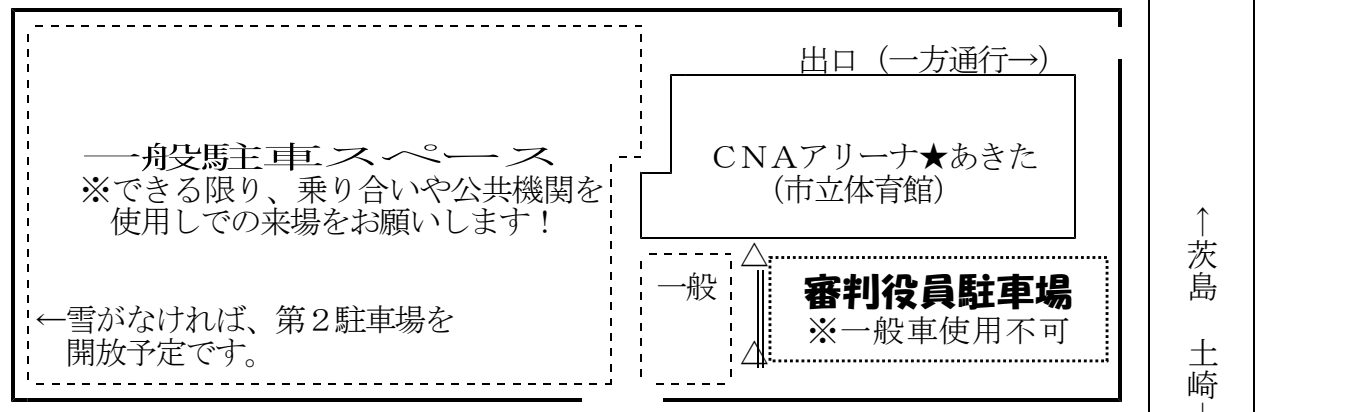 出口（一方通行→）
一般駐車スペース
※できる限り、乗り合いや公共機関を
使用しての来場をお願いします！
←雪がなければ、第２駐車場を
開放予定です。
ＣＮＡアリーナ★あきた
（市立体育館）
一般
△
△
審判役員駐車場
※一般車使用不可
↑茨島　土崎↓